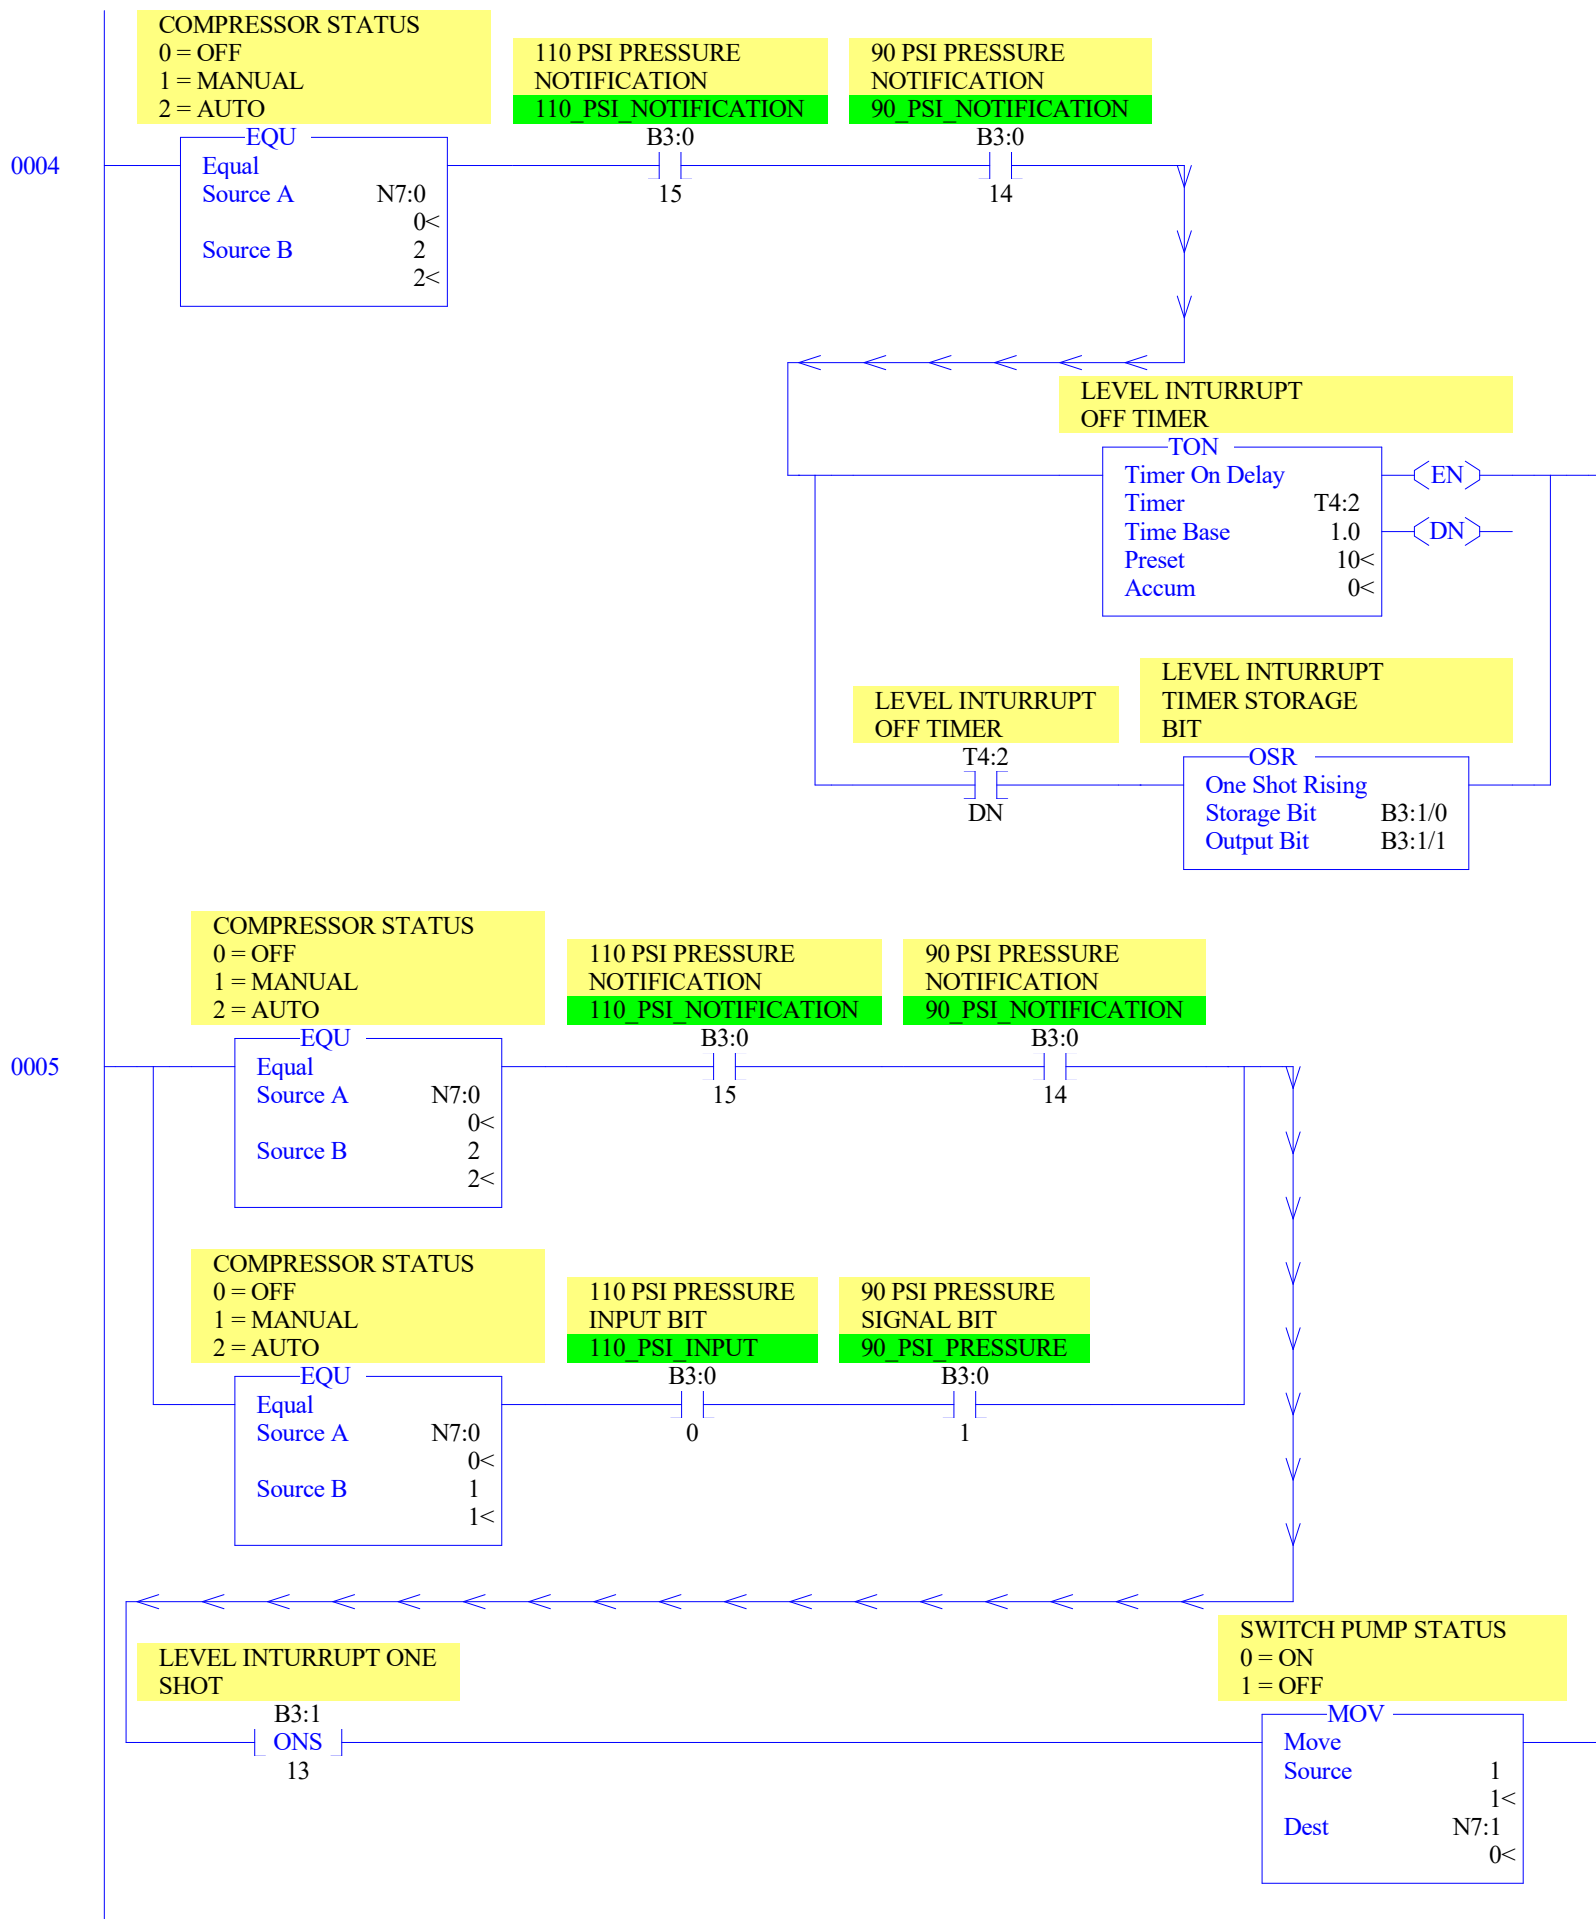 COMPRESSOR STATUS
0 = OFF
1 = MANUAL
2 = AUTO
110 PSI PRESSURE
NOTIFICATION
110_PSI_NOTIFICATION
90 PSI PRESSURE
NOTIFICATION
90_PSI_NOTIFICATION
0004
EQU
Equal
Source A N7:0
0<
Source B 2
2<
B3:0
15
B3:0
14
LEVEL INTURRUPT
OFF TIMER
TON
Timer On Delay
Timer T4:2
Time Base 1.0
Preset 10<
Accum 0<
EN
DN
LEVEL INTURRUPT
OFF TIMER
T4:2
DN
LEVEL INTURRUPT
TIMER STORAGE
BIT
OSR
One Shot Rising
Storage Bit B3:1/0
Output Bit B3:1/1
COMPRESSOR STATUS
0 = OFF
1 = MANUAL
2 = AUTO
110 PSI PRESSURE
NOTIFICATION
110_PSI_NOTIFICATION
90 PSI PRESSURE
NOTIFICATION
90_PSI_NOTIFICATION
0005
EQU
Equal
Source A N7:0
0<
Source B 2
2<
B3:0
15
B3:0
14
COMPRESSOR STATUS
0 = OFF
1 = MANUAL
2 = AUTO
110 PSI PRESSURE
INPUT BIT
110_PSI_INPUT
90 PSI PRESSURE
SIGNAL BIT
90_PSI_PRESSURE
EQU
Equal
Source A N7:0
0<
Source B 1
1<
B3:0
0
B3:0
1
LEVEL INTURRUPT ONE
SHOT
B3:1
ONS
13
SWITCH PUMP STATUS
0 = ON
1 = OFF
MOV
Move
Source 1
1<
Dest N7:1
0<